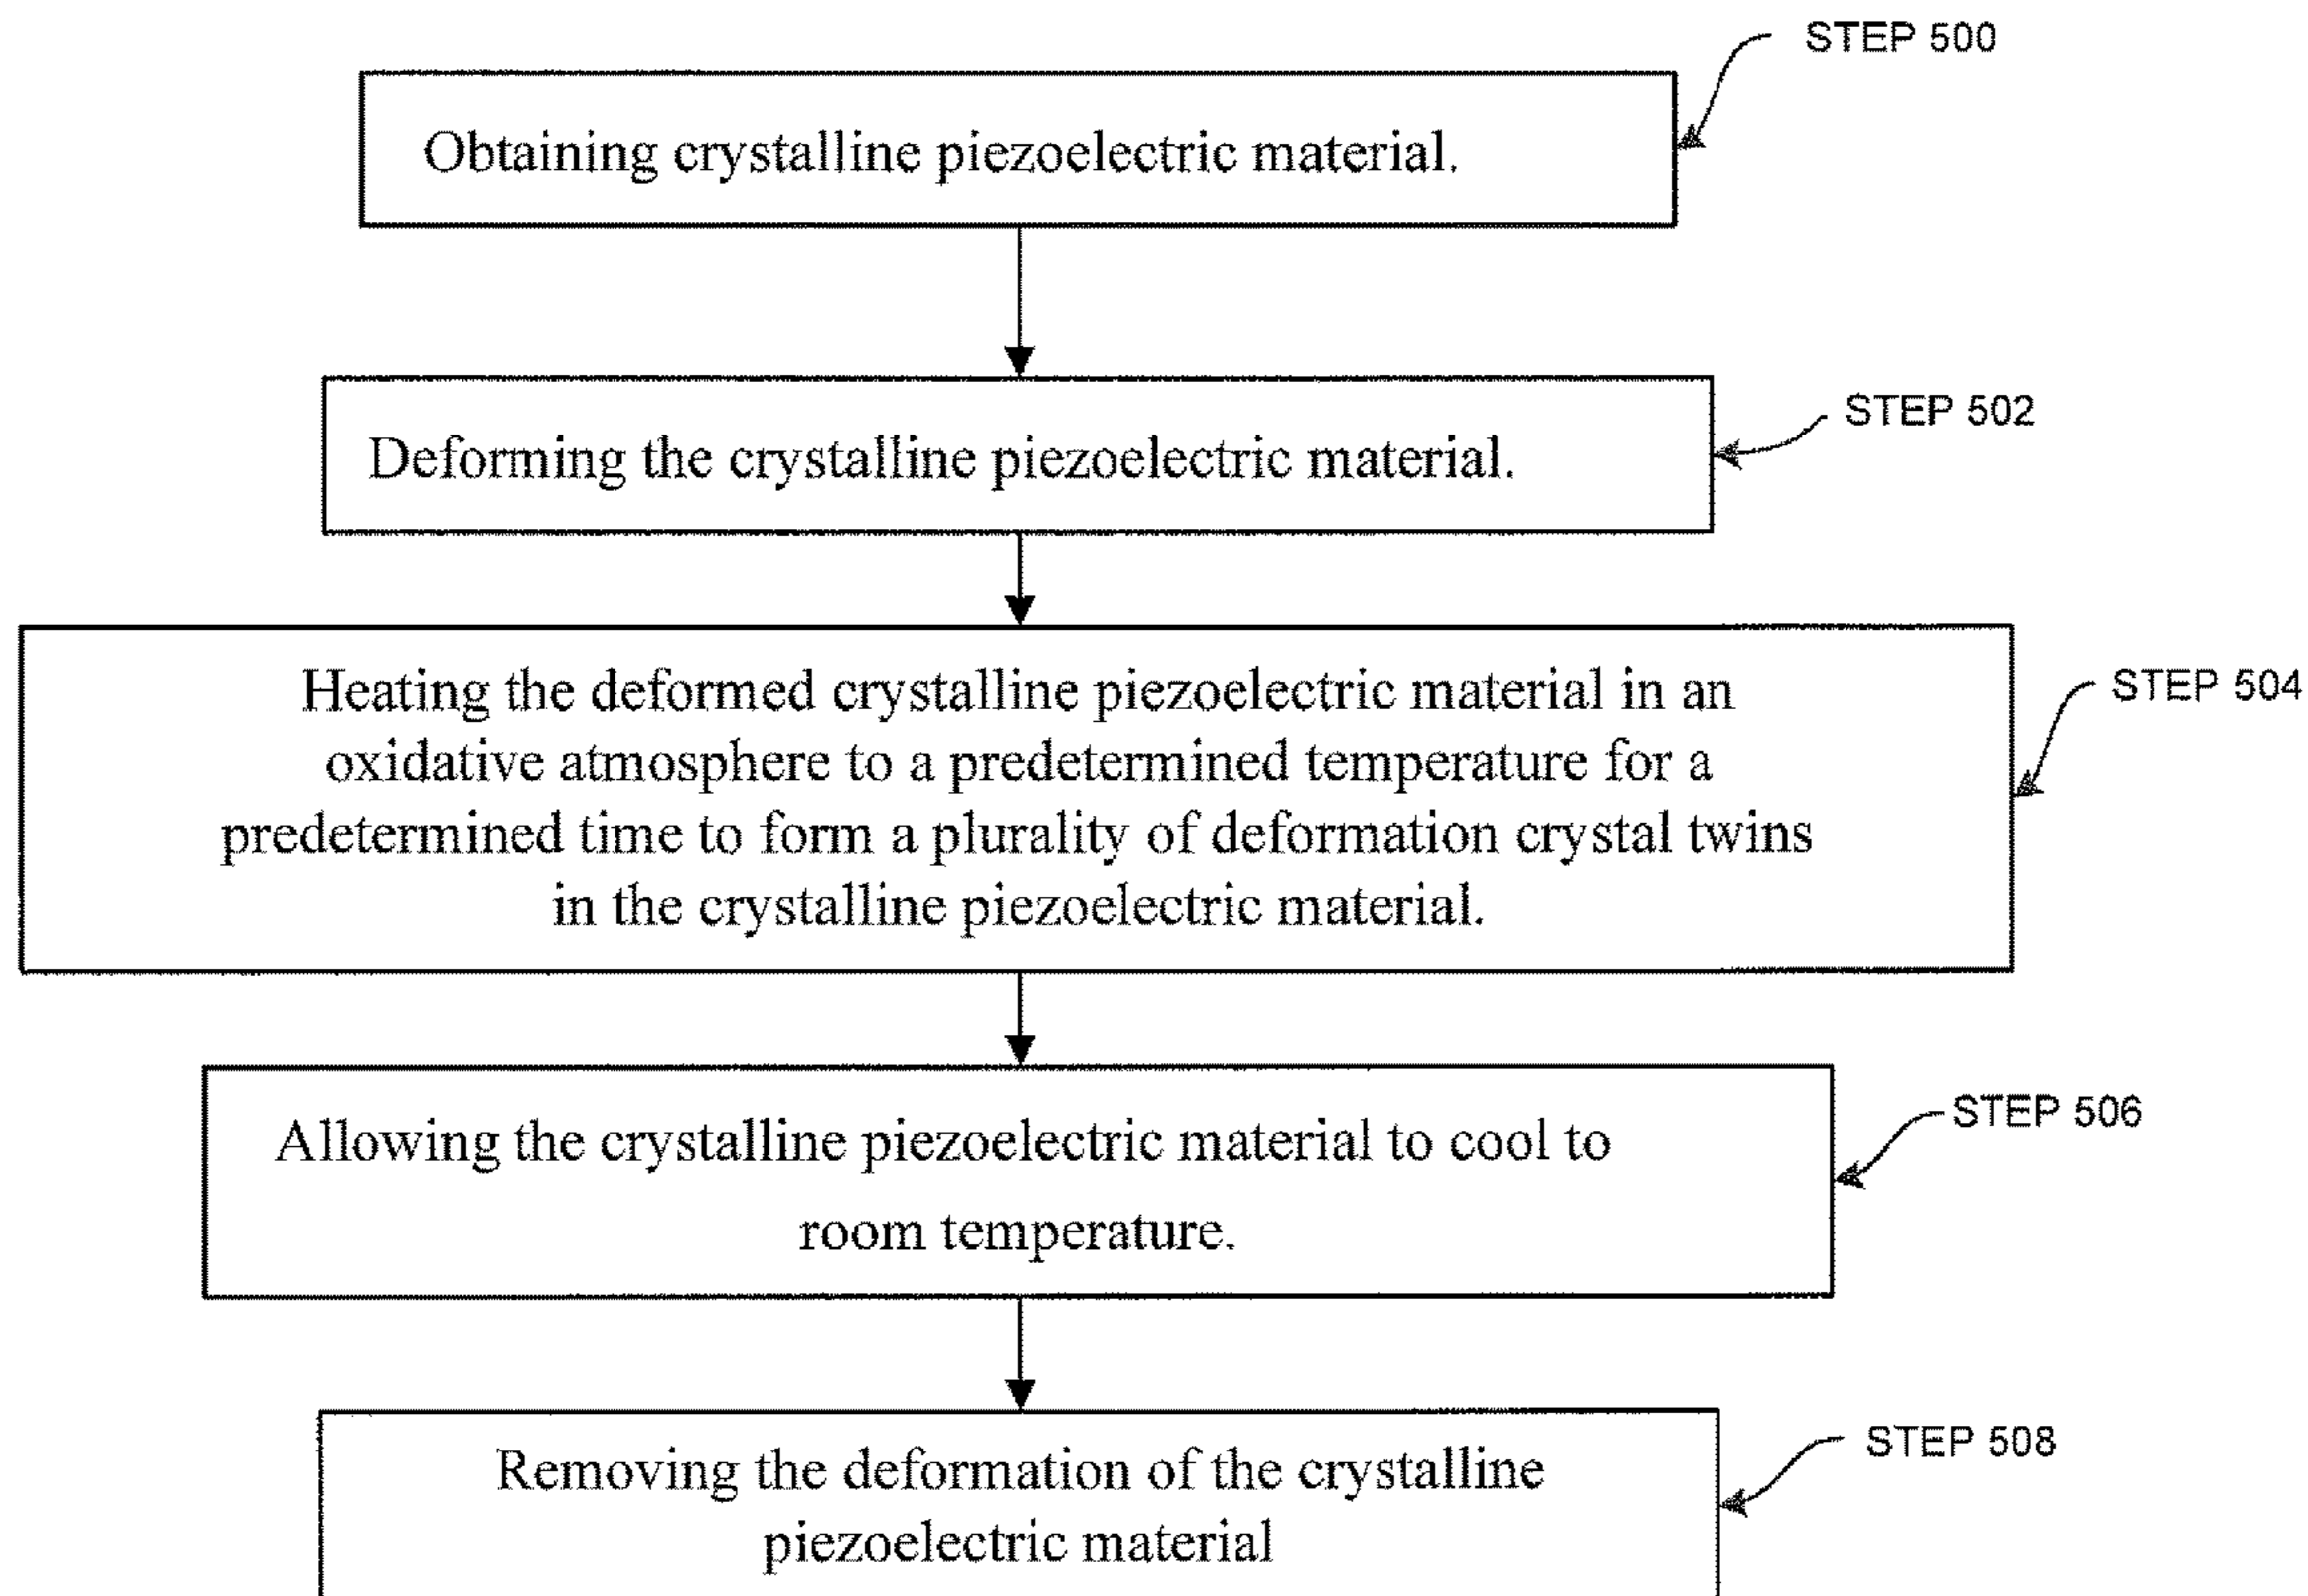 STEP 500
Obtaining crystalline piezoelectric material.
STEP 502
Deforming the crystalline piezoelectric material.
STEP 504
Heating the deformed crystalline piezoelectric material in an
oxidative atmosphere to a predetermined temperature for a
predetermined time to form a plurality of deformation crystal twins
in the crystalline piezoelectric material.
STEP 506
Allowing the crystalline piezoelectric material to cool to
room temperature.
STEP 508
Removing the deformation of the crystalline
piezoelectric material